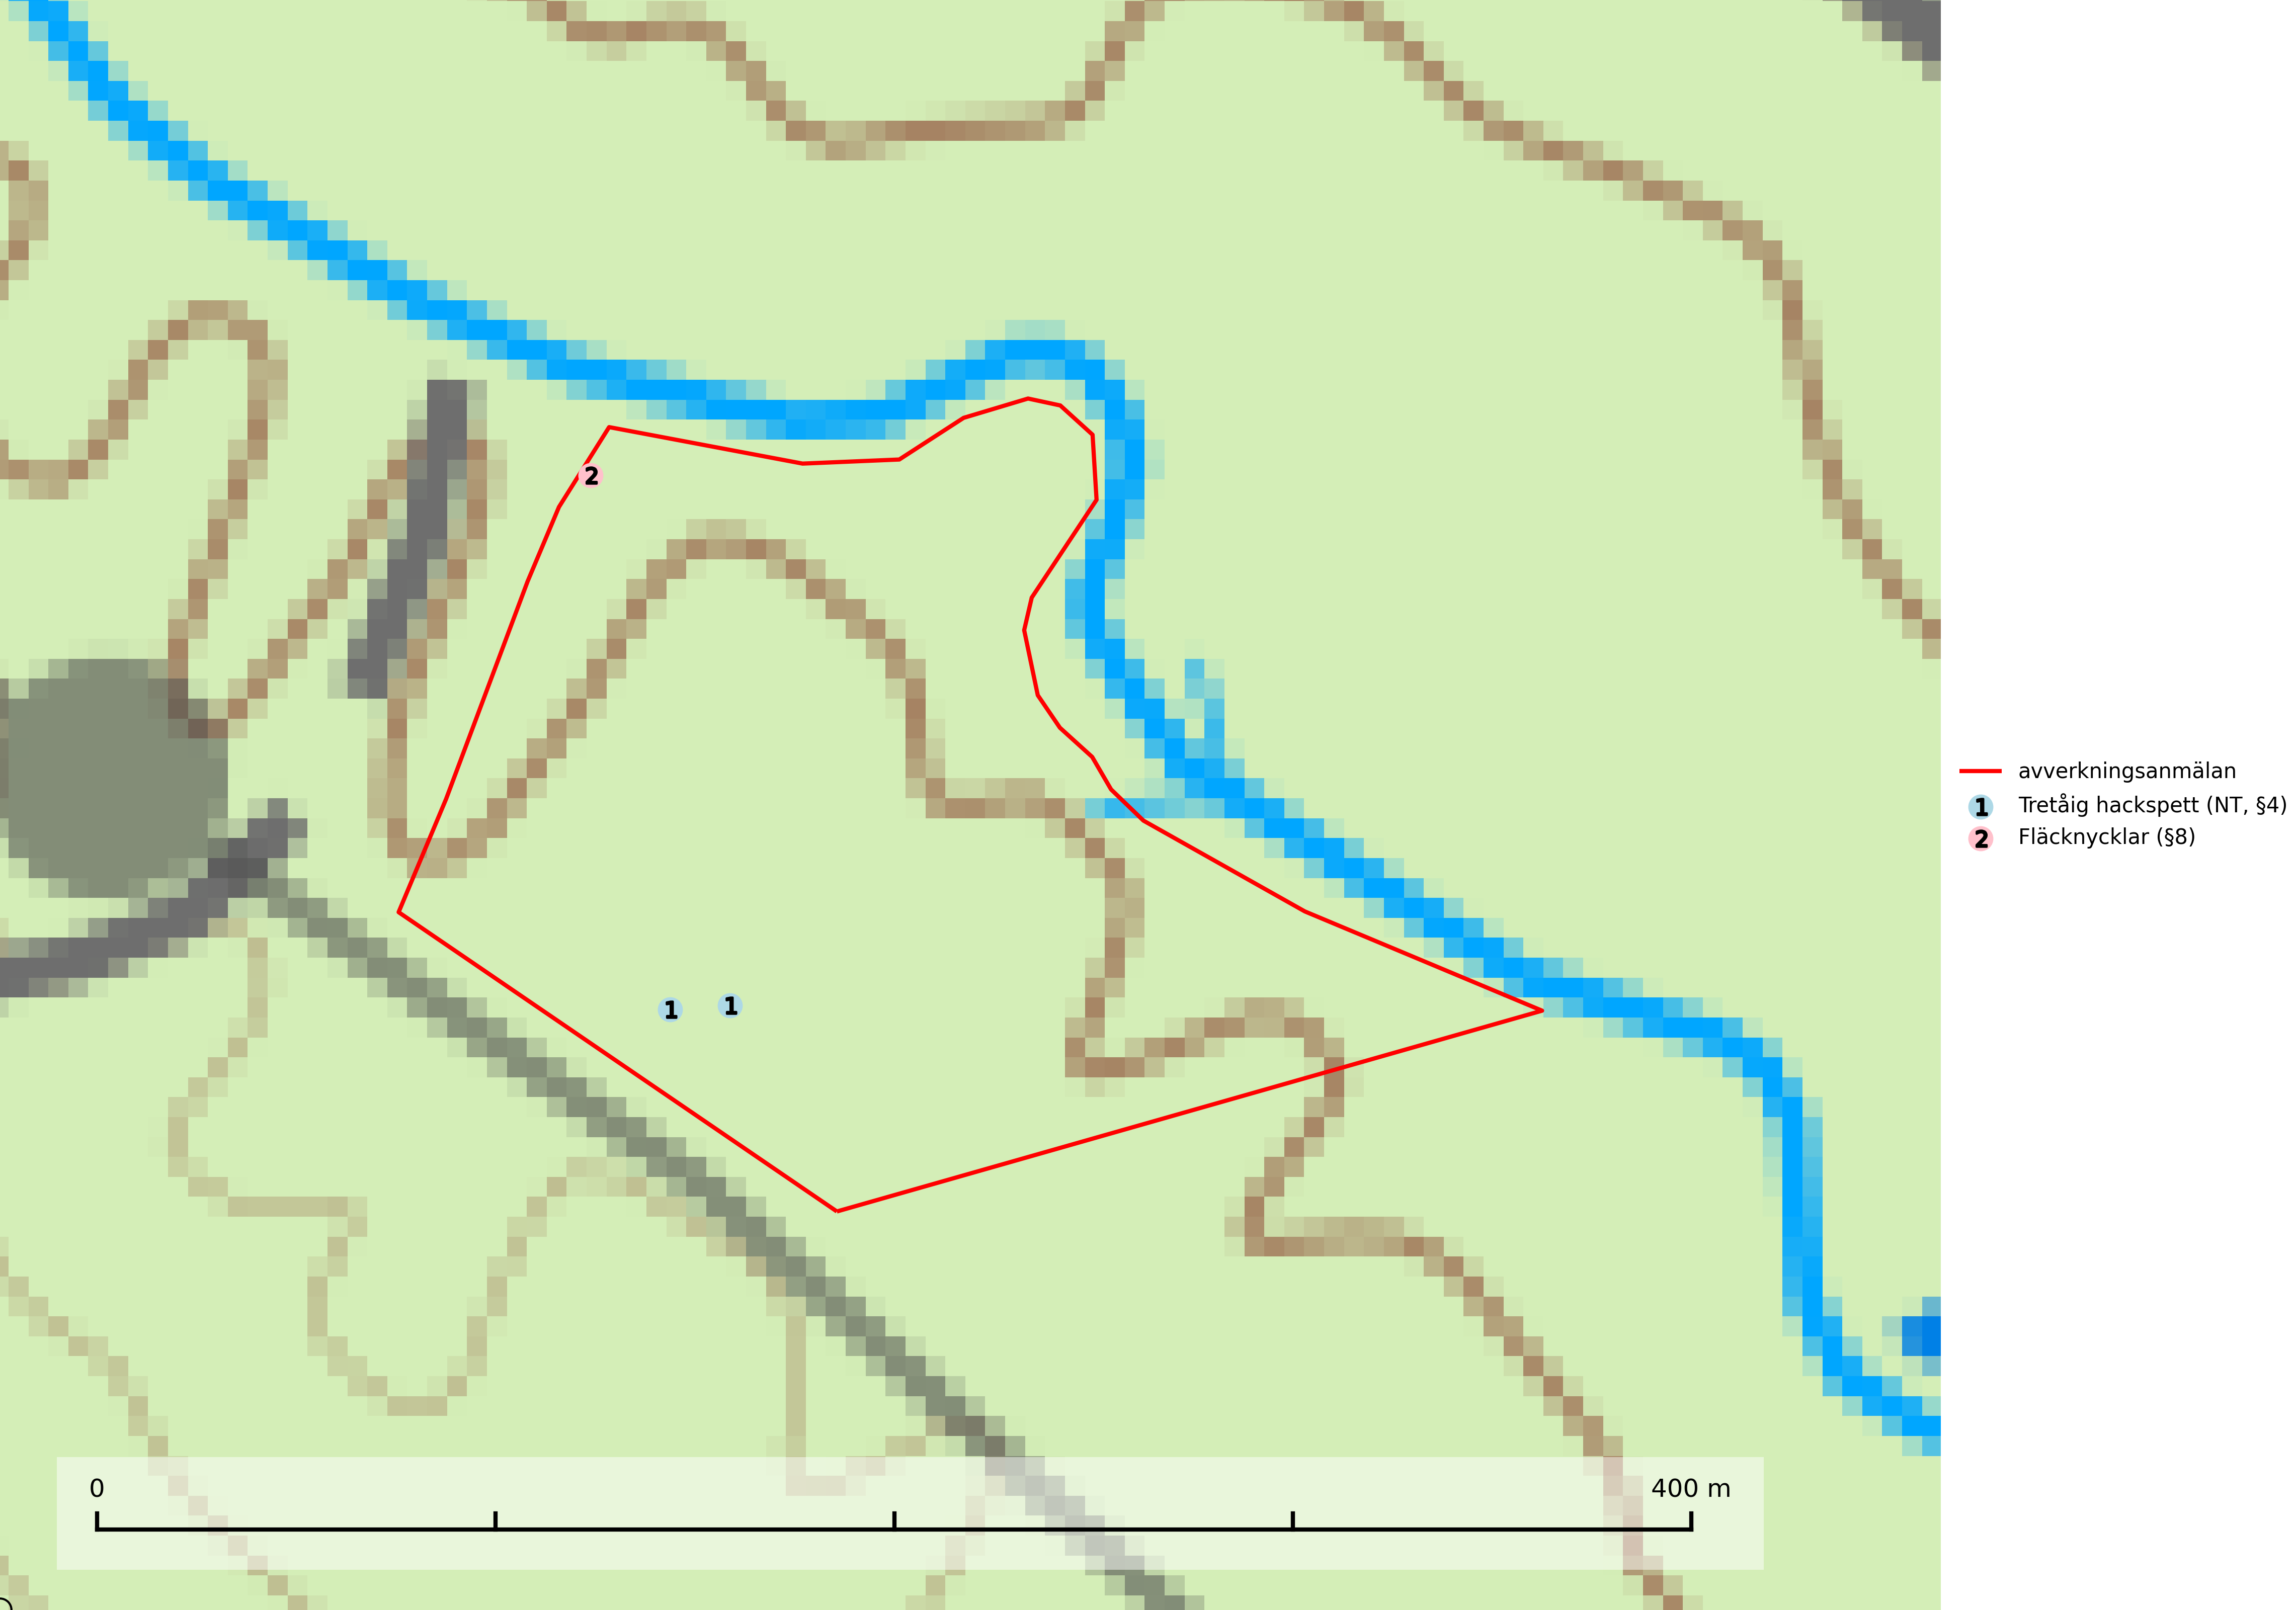 2
avverkningsanmälan
1 Tretåig hackspett (NT, §4)
2 Fläcknycklar (§8)
1 1
0 400 m